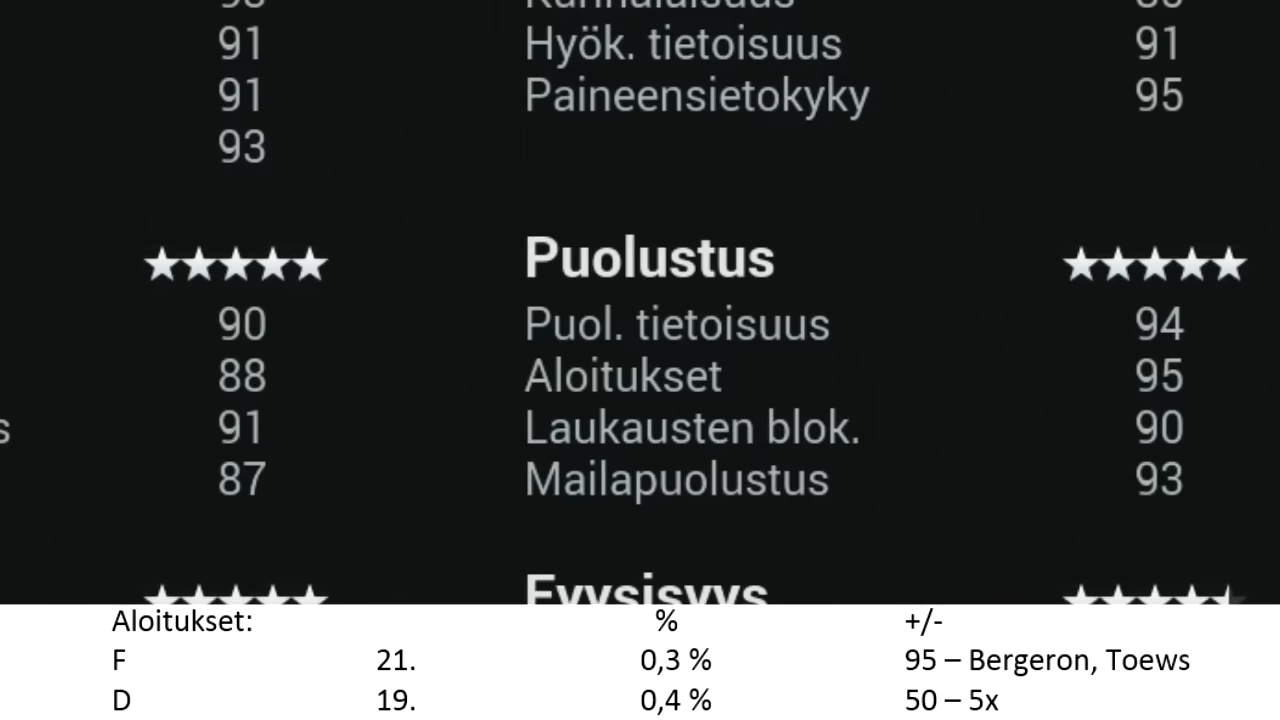 91 Hyök. tietoisuus 91
91 Paineensietokyky 95
93
★★★★★ Puolustus ★★★★★
90 Puol. tietoisuus 94
88 Aloitukset 95
s 91 Laukausten blok. 90
87 Mailapuolustus 93
Fyysisyys
Aloitukset: % +/-
F 21. 0,3 % 95 – Bergeron, Toews
D 19. 0,4 % 50 – 5x